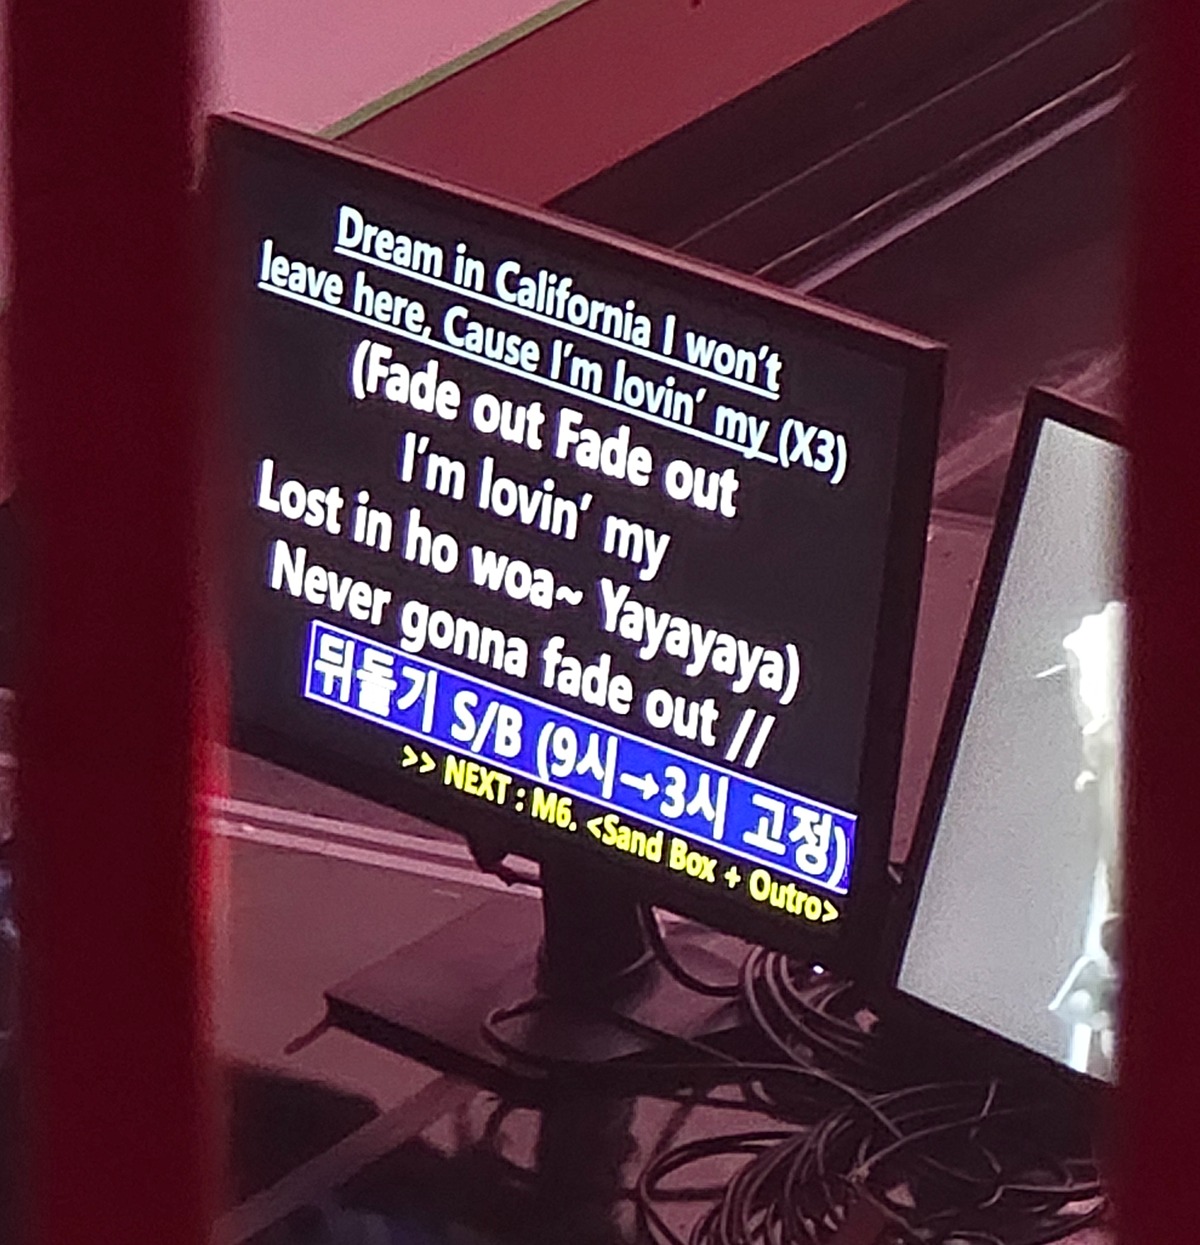 Dream in California I won't
leave here, Cause I'm lovin' my (X3)
(Fade out Fade out
I'm lovin' my
Lost in ho woa~ Yayayaya)
Never gonna fade out //
뒤돌기 S/B (9시→3시 고정)
>> NEXT : M6. <Sand Box + Outro>